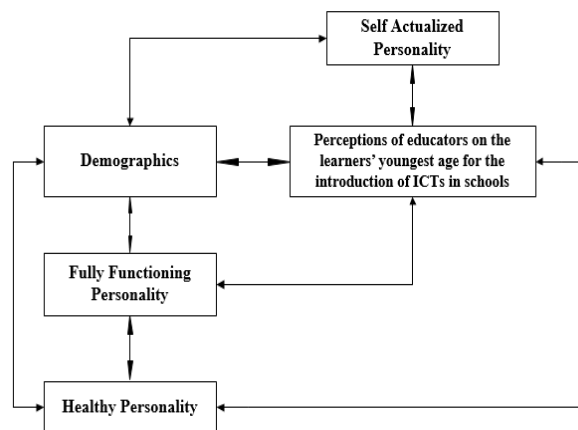 Self Actualized
Personality
Demographics
Perceptions of educators on the
learners’ youngest age for the
introduction of ICTs in schools
Fully Functioning
Personality
Healthy Personality